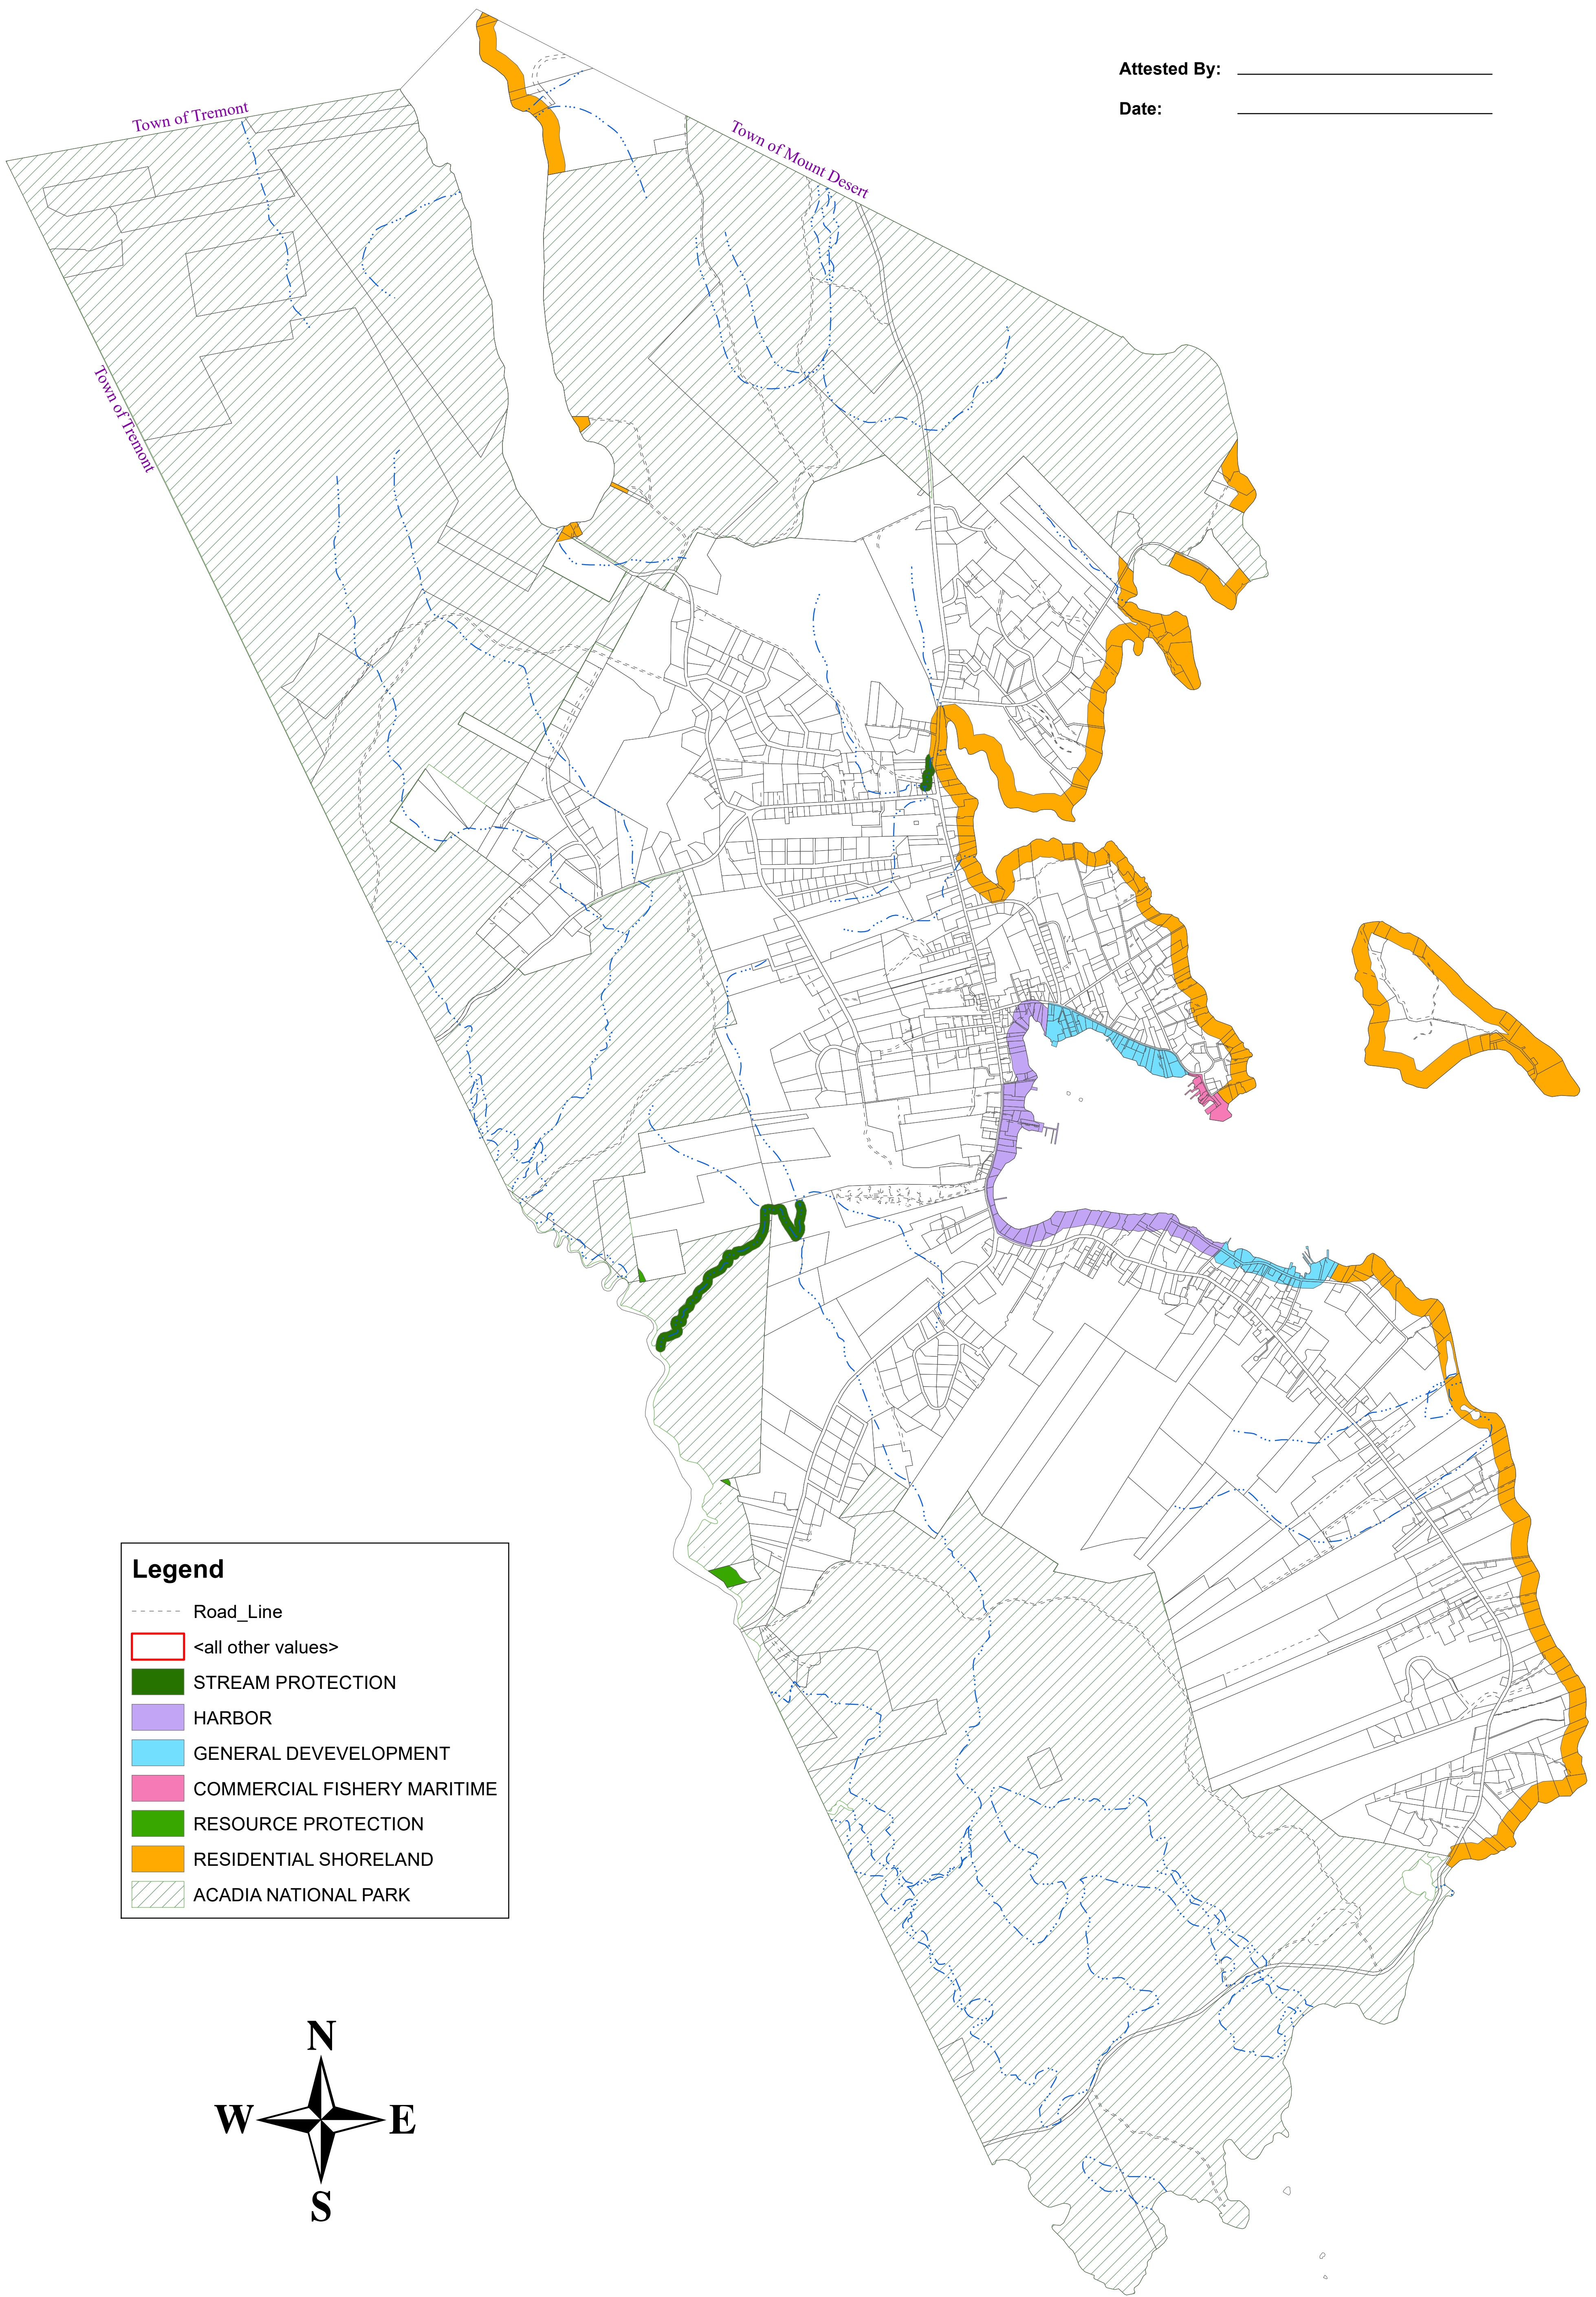 Attested By:
Date:
Town of Tremont
Town of Mount Desert
Town of Tremont
Legend
Road_Line
<all other values>
STREAM PROTECTION
HARBOR
GENERAL DEVEVELOPMENT
COMMERCIAL FISHERY MARITIME
RESOURCE PROTECTION
RESIDENTIAL SHORELAND
ACADIA NATIONAL PARK
N
W E
S